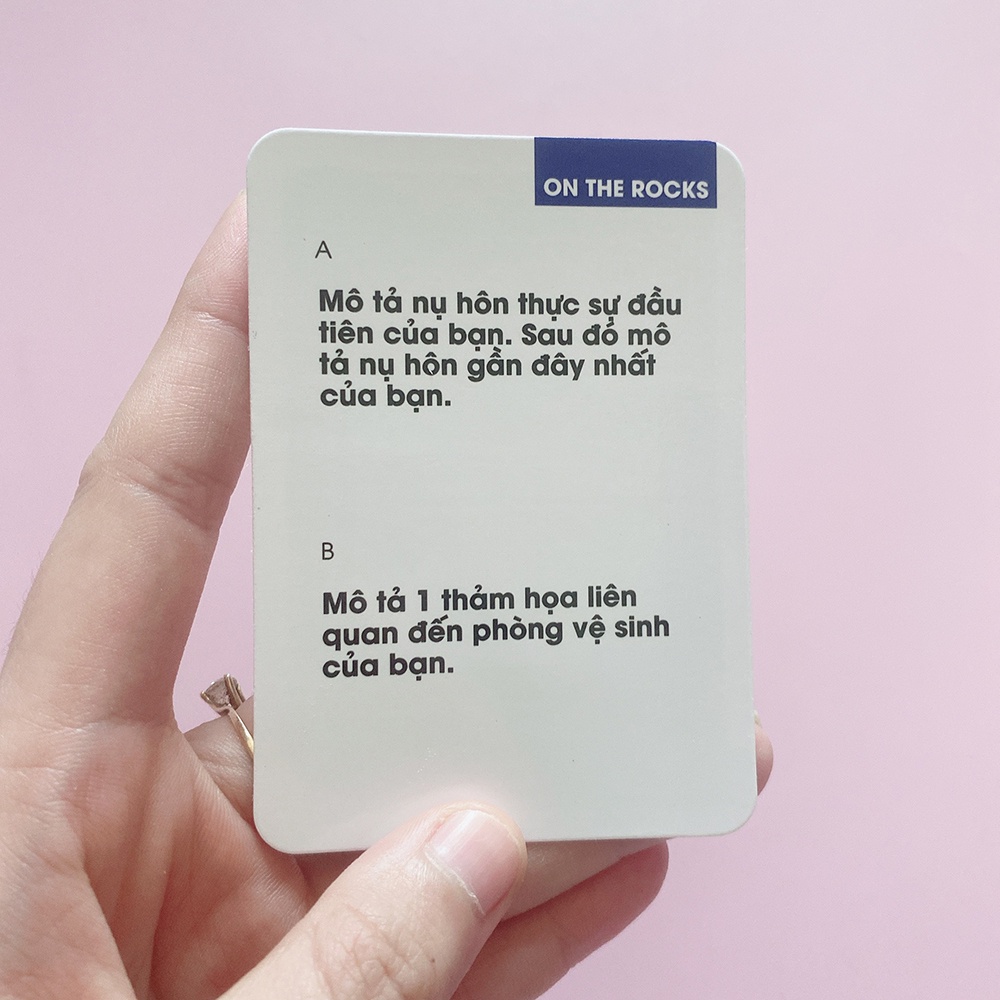 ON THE ROCKS
A
Mô tả nụ hôn thực sự đầu
tiên của bạn. Sau đó mô
tả nụ hôn gần đây nhất
của bạn.
B
Mô tả 1 thảm họa liên
quan đến phòng vệ sinh
của bạn.